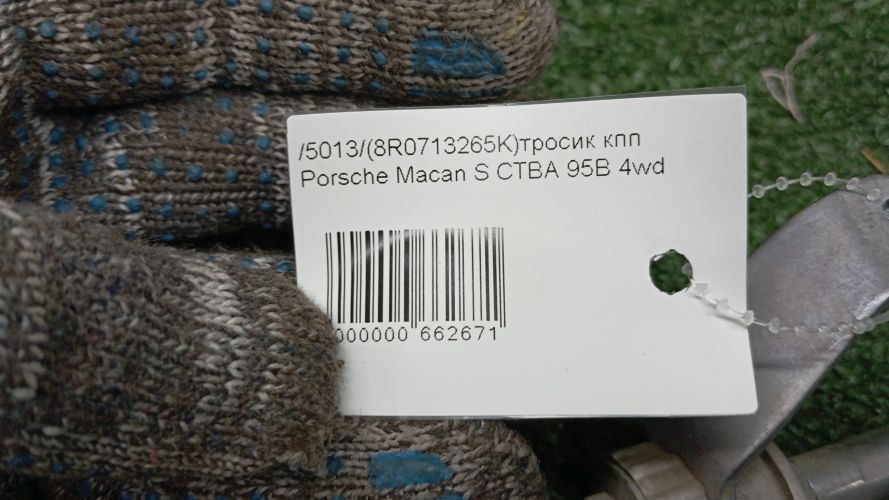 /5013/(8R0713265K)тросик кпп
Porsche Macan S CTBA 95B 4wd
000000 662671